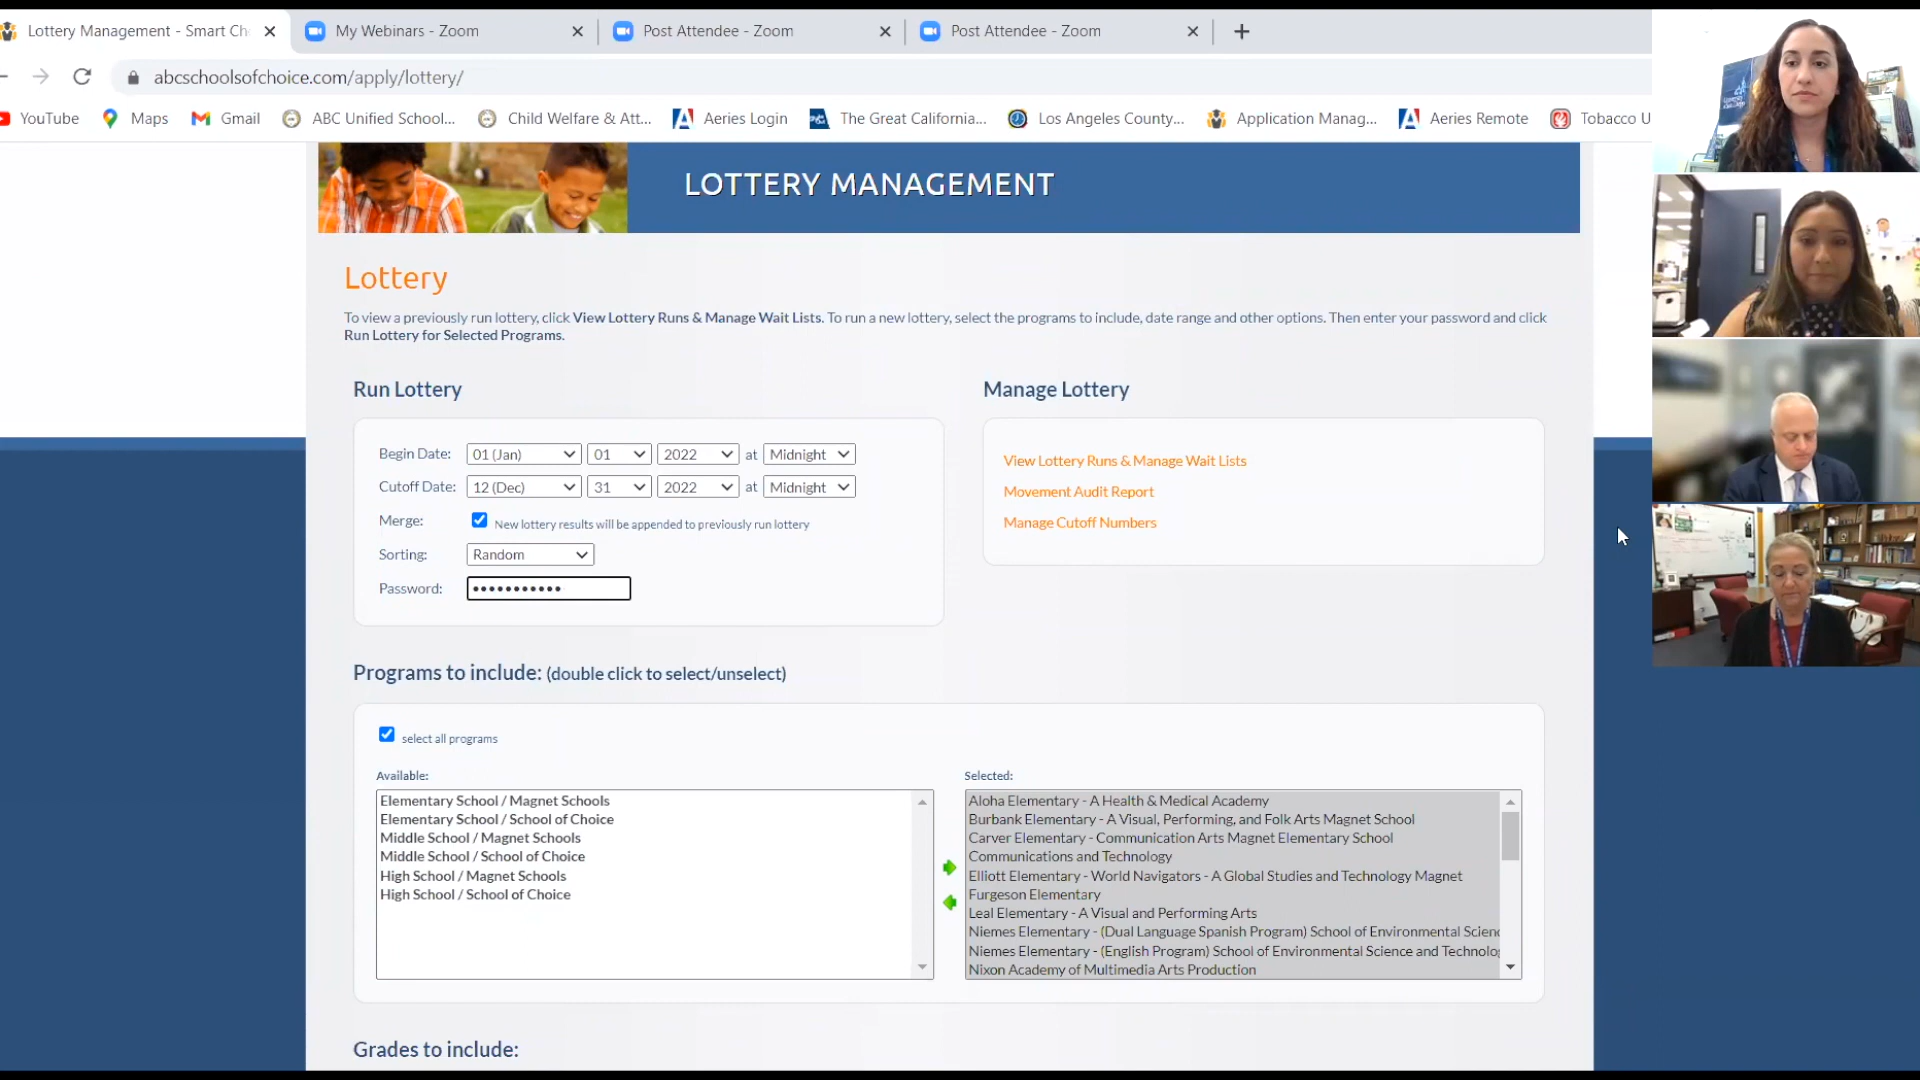 Lottery Management - Smart Ch
My Webinars - Zoom
Post Attendee - Zoom
Post Attendee - Zoom
abcschoolsofchoice.com/apply/lottery/
YouTube
Maps
Gmail
ABC Unified School...
Child Welfare & Att...
Aeries Login
The Great California...
Los Angeles County...
Application Manag...
Aeries Remote
Tobacco U
LOTTERY MANAGEMENT
Lottery
To view a previously run lottery, click View Lottery Runs & Manage Wait Lists. To run a new lottery, select the programs to include, date range and other options. Then enter your password and click
Run Lottery for Selected Programs.
Run Lottery
Begin Date: 01 (Jan) 01 2022 at Midnight
Cutoff Date: 12 (Dec) 31 2022 at Midnight
Merge: New lottery results will be appended to previously run lottery
Sorting: Random
Password: •••••••••••
Manage Lottery
View Lottery Runs & Manage Wait Lists
Movement Audit Report
Manage Cutoff Numbers
Programs to include: (double click to select/unselect)
select all programs
Available:
Elementary School / Magnet Schools
Elementary School / School of Choice
Middle School / Magnet Schools
Middle School / School of Choice
High School / Magnet Schools
High School / School of Choice
Selected:
Aloha Elementary - A Health & Medical Academy
Burbank Elementary - A Visual, Performing, and Folk Arts Magnet School
Carver Elementary - Communication Arts Magnet Elementary School
Communications and Technology
Elliott Elementary - World Navigators - A Global Studies and Technology Magnet
Furgeson Elementary
Leal Elementary - A Visual and Performing Arts
Niemes Elementary - (Dual Language Spanish Program) School of Environmental Scienc
Niemes Elementary - (English Program) School of Environmental Science and Technolog
Nixon Academy of Multimedia Arts Production
Grades to include: